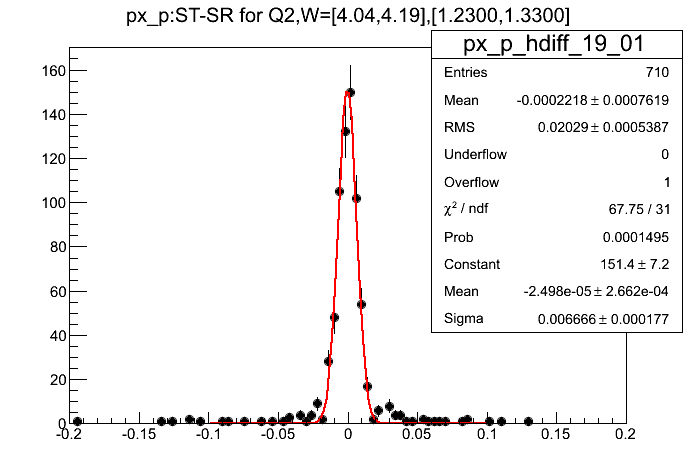 px_p:ST-SR for Q2,W=[4.04,4.19],[1.2300,1.3300]
px_p_hdiff_19_01
Entries 710
Mean -0.0002218 ± 0.0007619
RMS 0.02029 ± 0.0005387
Underflow 0
Overflow 1
χ² / ndf 67.75 / 31
Prob 0.0001495
Constant 151.4 ± 7.2
Mean -2.498e-05 ± 2.662e-04
Sigma 0.006666 ± 0.000177
160
140
120
100
80
60
40
20
0
-0.2 -0.15 -0.1 -0.05 0 0.05 0.1 0.15 0.2